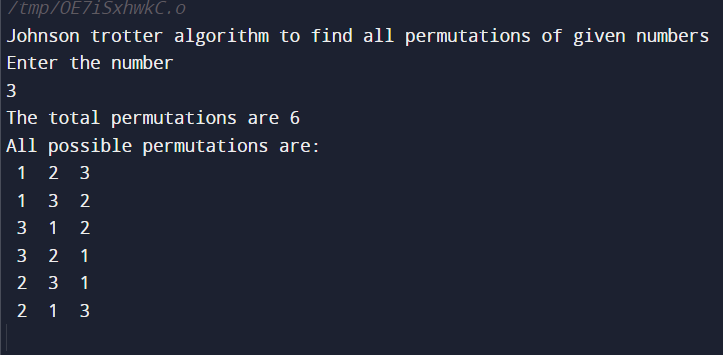 /tmp/OE7iSxhwkC.o
Johnson trotter algorithm to find all permutations of given numbers
Enter the number
3
The total permutations are 6
All possible permutations are:
1 2 3
1 3 2
3 1 2
3 2 1
2 3 1
2 1 3